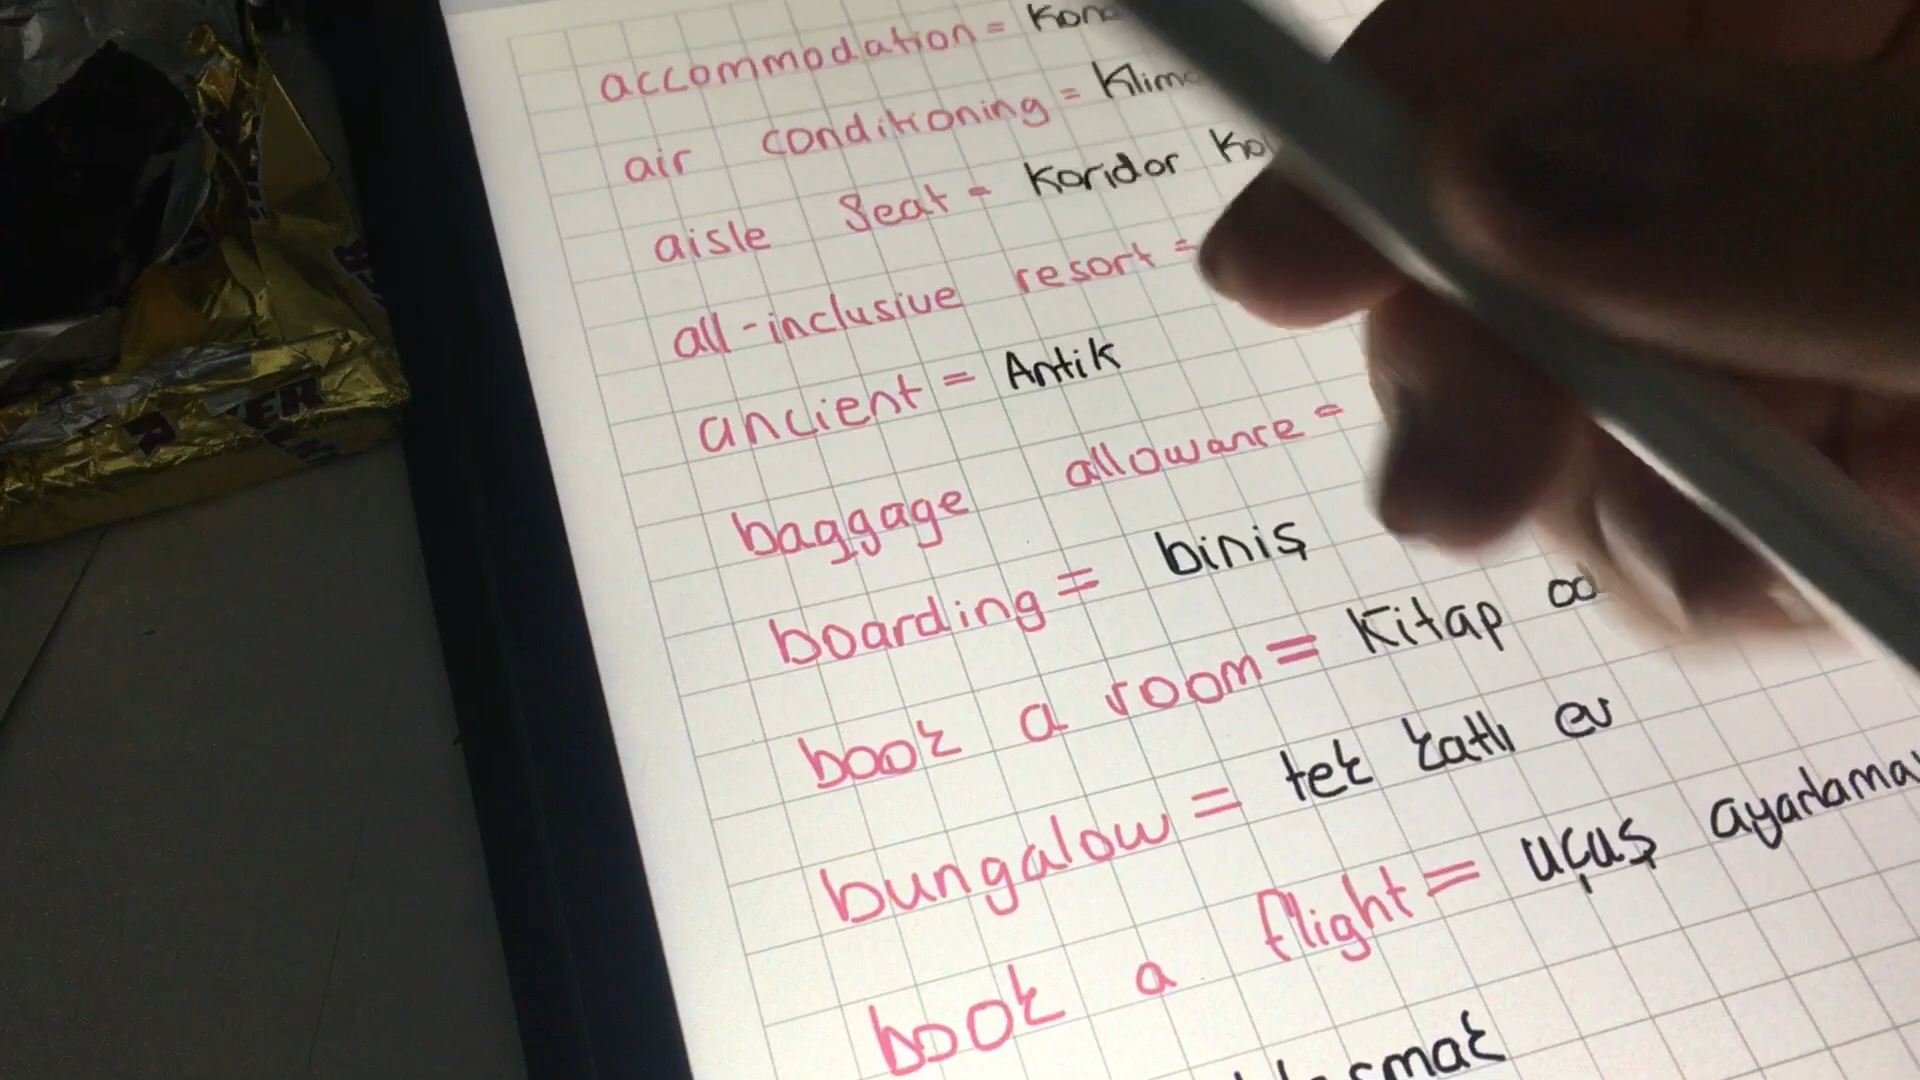 accommodation =
air conditioning =
aisle seat = Koridor
all-inclusive resort =
ancient = Antik
baggage allowance =
boarding = biniş
book a room = Kitap
bungalow = tek katlı ev
book a flight = uçuş